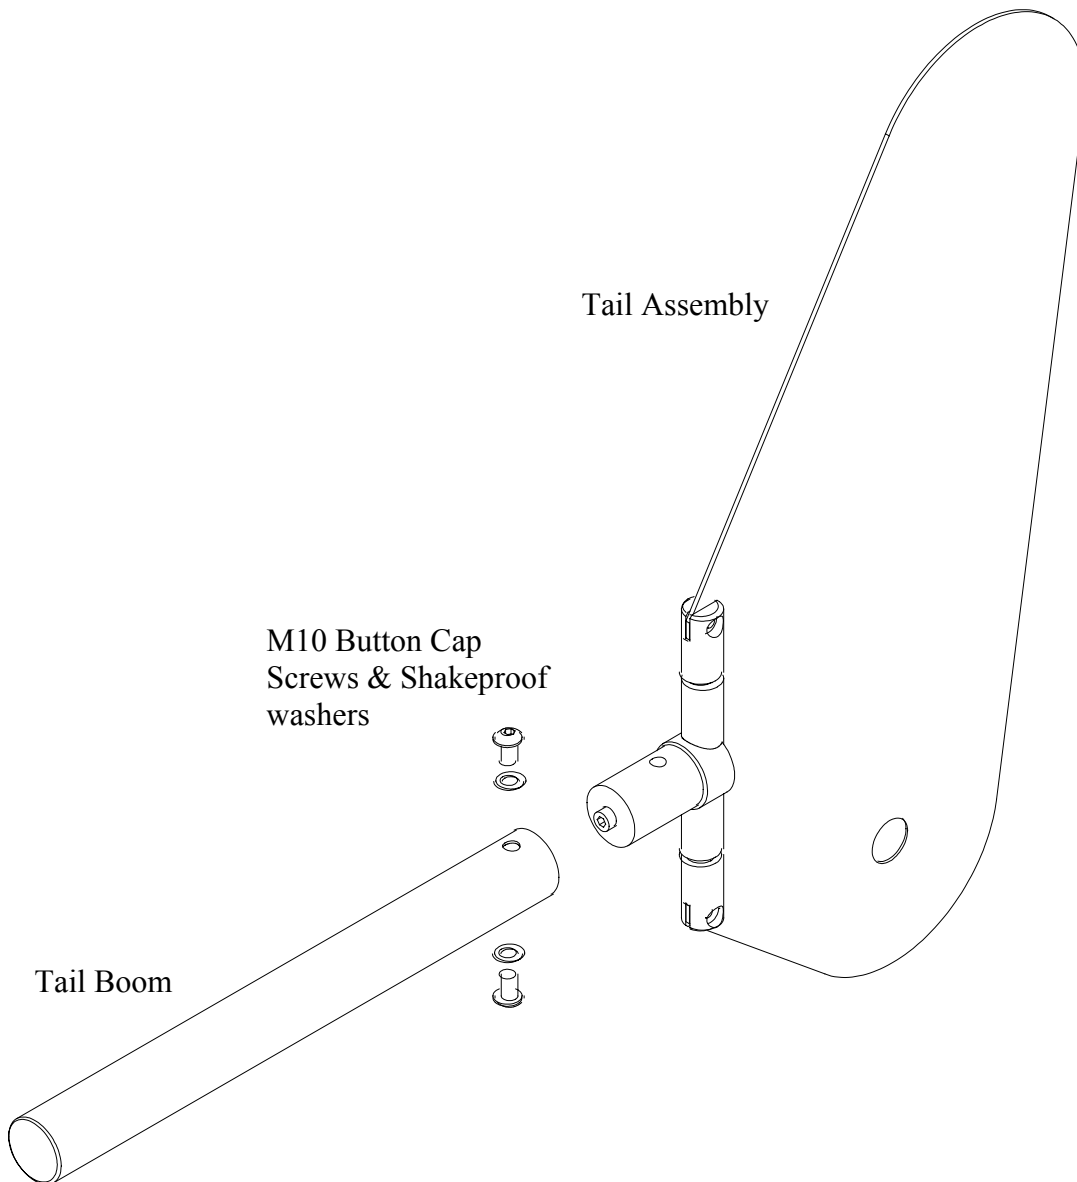 Tail Assembly
M10 Button Cap
Screws & Shakeproof
washers
Tail Boom